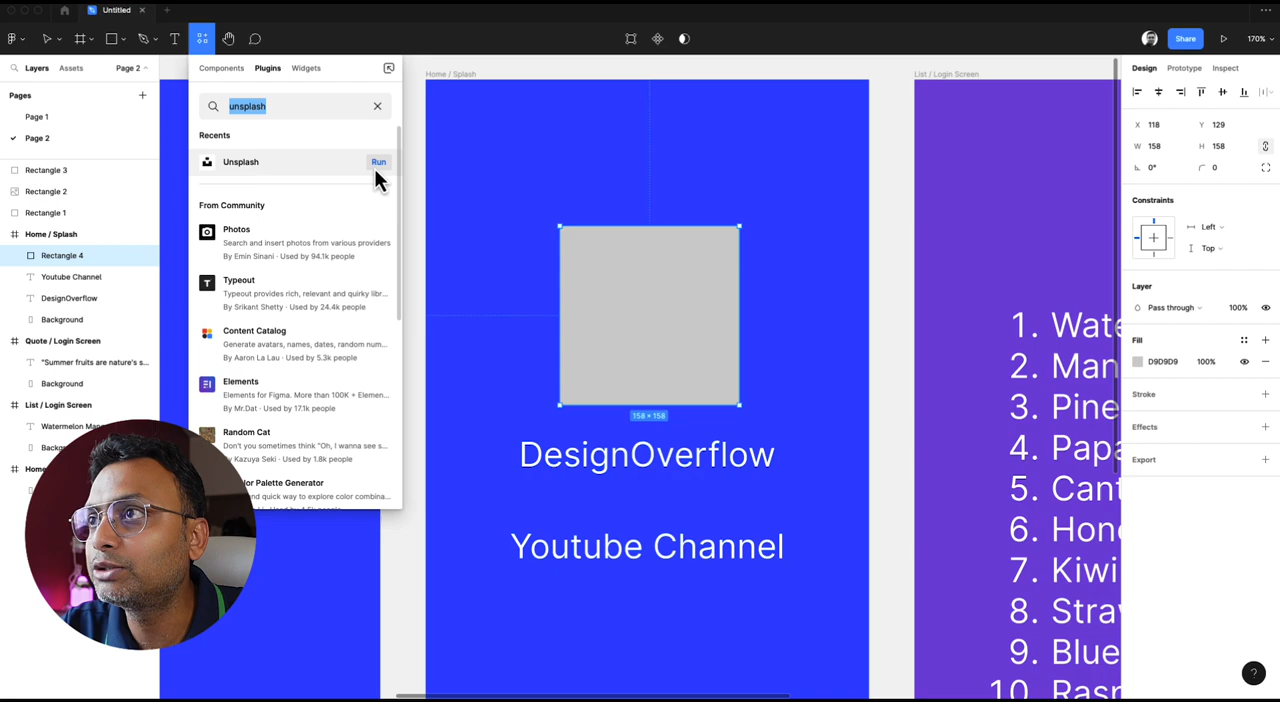 Untitled
Share
170%
Layers
Assets
Page 2
Pages
Page 1
Page 2
Rectangle 3
Rectangle 2
Rectangle 1
Home / Splash
Rectangle 4
Youtube Channel
DesignOverflow
Background
Quote / Login Screen
"Summer fruits are nature's s...
Background
List / Login Screen
Watermelon Man
Backg
Home
Components
Plugins
Widgets
unsplash
Recents
Unsplash
Run
From Community
Photos
Search and insert photos from various providers
By Emin Sinani · Used by 94.1k people
Typeout
Typeout provides rich, relevant and quirky libr...
By Srikant Shetty · Used by 24.4k people
Content Catalog
Generate avatars, names, dates, random num...
By Aaron La Lau · Used by 5.3k people
Elements
Elements for Figma. More than 100K + Elemen...
By Mr.Dat · Used by 17.1k people
Random Cat
Don't you sometimes think "Oh, I wanna see s...
By Kazuya Seki · Used by 1.8k people
lor Palette Generator
and quick way to explore color combina...
Home / Splash
158 × 158
DesignOverflow
Youtube Channel
List / Login Screen
1. Wate
2. Man
3. Pine
4. Papa
5. Cant
6. Hone
7. Kiwi
8. Straw
9. Blue
10. Rasp
Design
Prototype
Inspect
X 118
Y 129
W 158
H 158
0°
0
Constraints
Left
Top
Layer
Pass through
100%
Fill
D9D9D9
100%
Stroke
Effects
Export
?